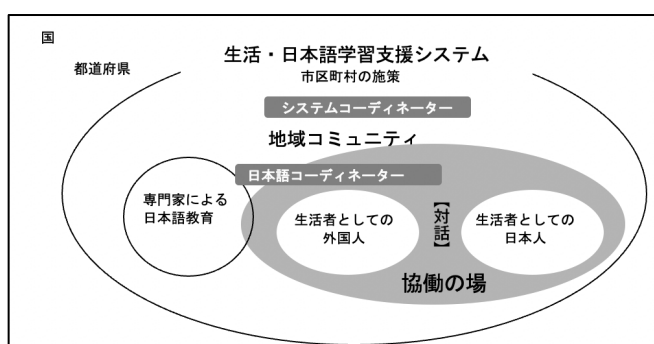 国
都道府県
生活・日本語学習支援システム
市区町村の施策
システムコーディネーター
地域コミュニティ
日本語コーディネーター
専門家による
日本語教育
生活者としての
外国人
【対話】
生活者としての
日本人
協働の場